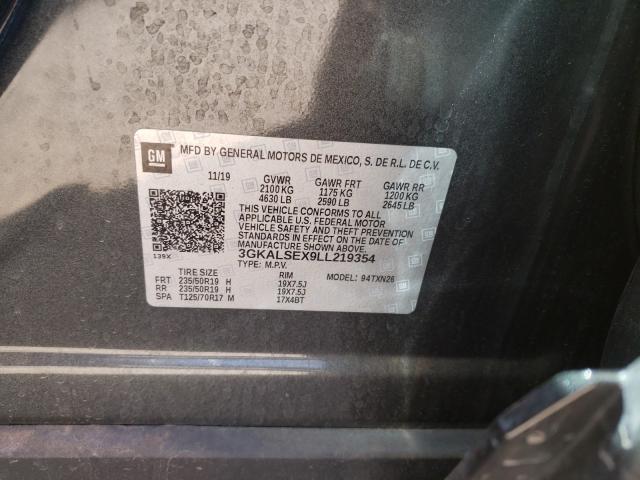 GM
MFD BY GENERAL MOTORS DE MEXICO, S. DE R.L. DE C.V.
11/19 GVWR GAWR FRT GAWR RR
2100 KG 1175 KG 1200 KG
4630 LB 2590 LB 2645 LB
THIS VEHICLE CONFORMS TO ALL
APPLICABLE U.S. FEDERAL MOTOR
VEHICLE SAFETY AND THEFT PREVENTION
STANDARDS IN EFFECT ON THE DATE OF
MANUFACTURE SHOWN ABOVE.
139X
3GKALSEX9LL219354
TYPE: M.P.V. MODEL: 94TXN26
TIRE SIZE RIM
FRT 235/50R19 H 19X7.5J
RR 235/50R19 H 19X7.5J
SPA T125/70R17 M 17X4BT